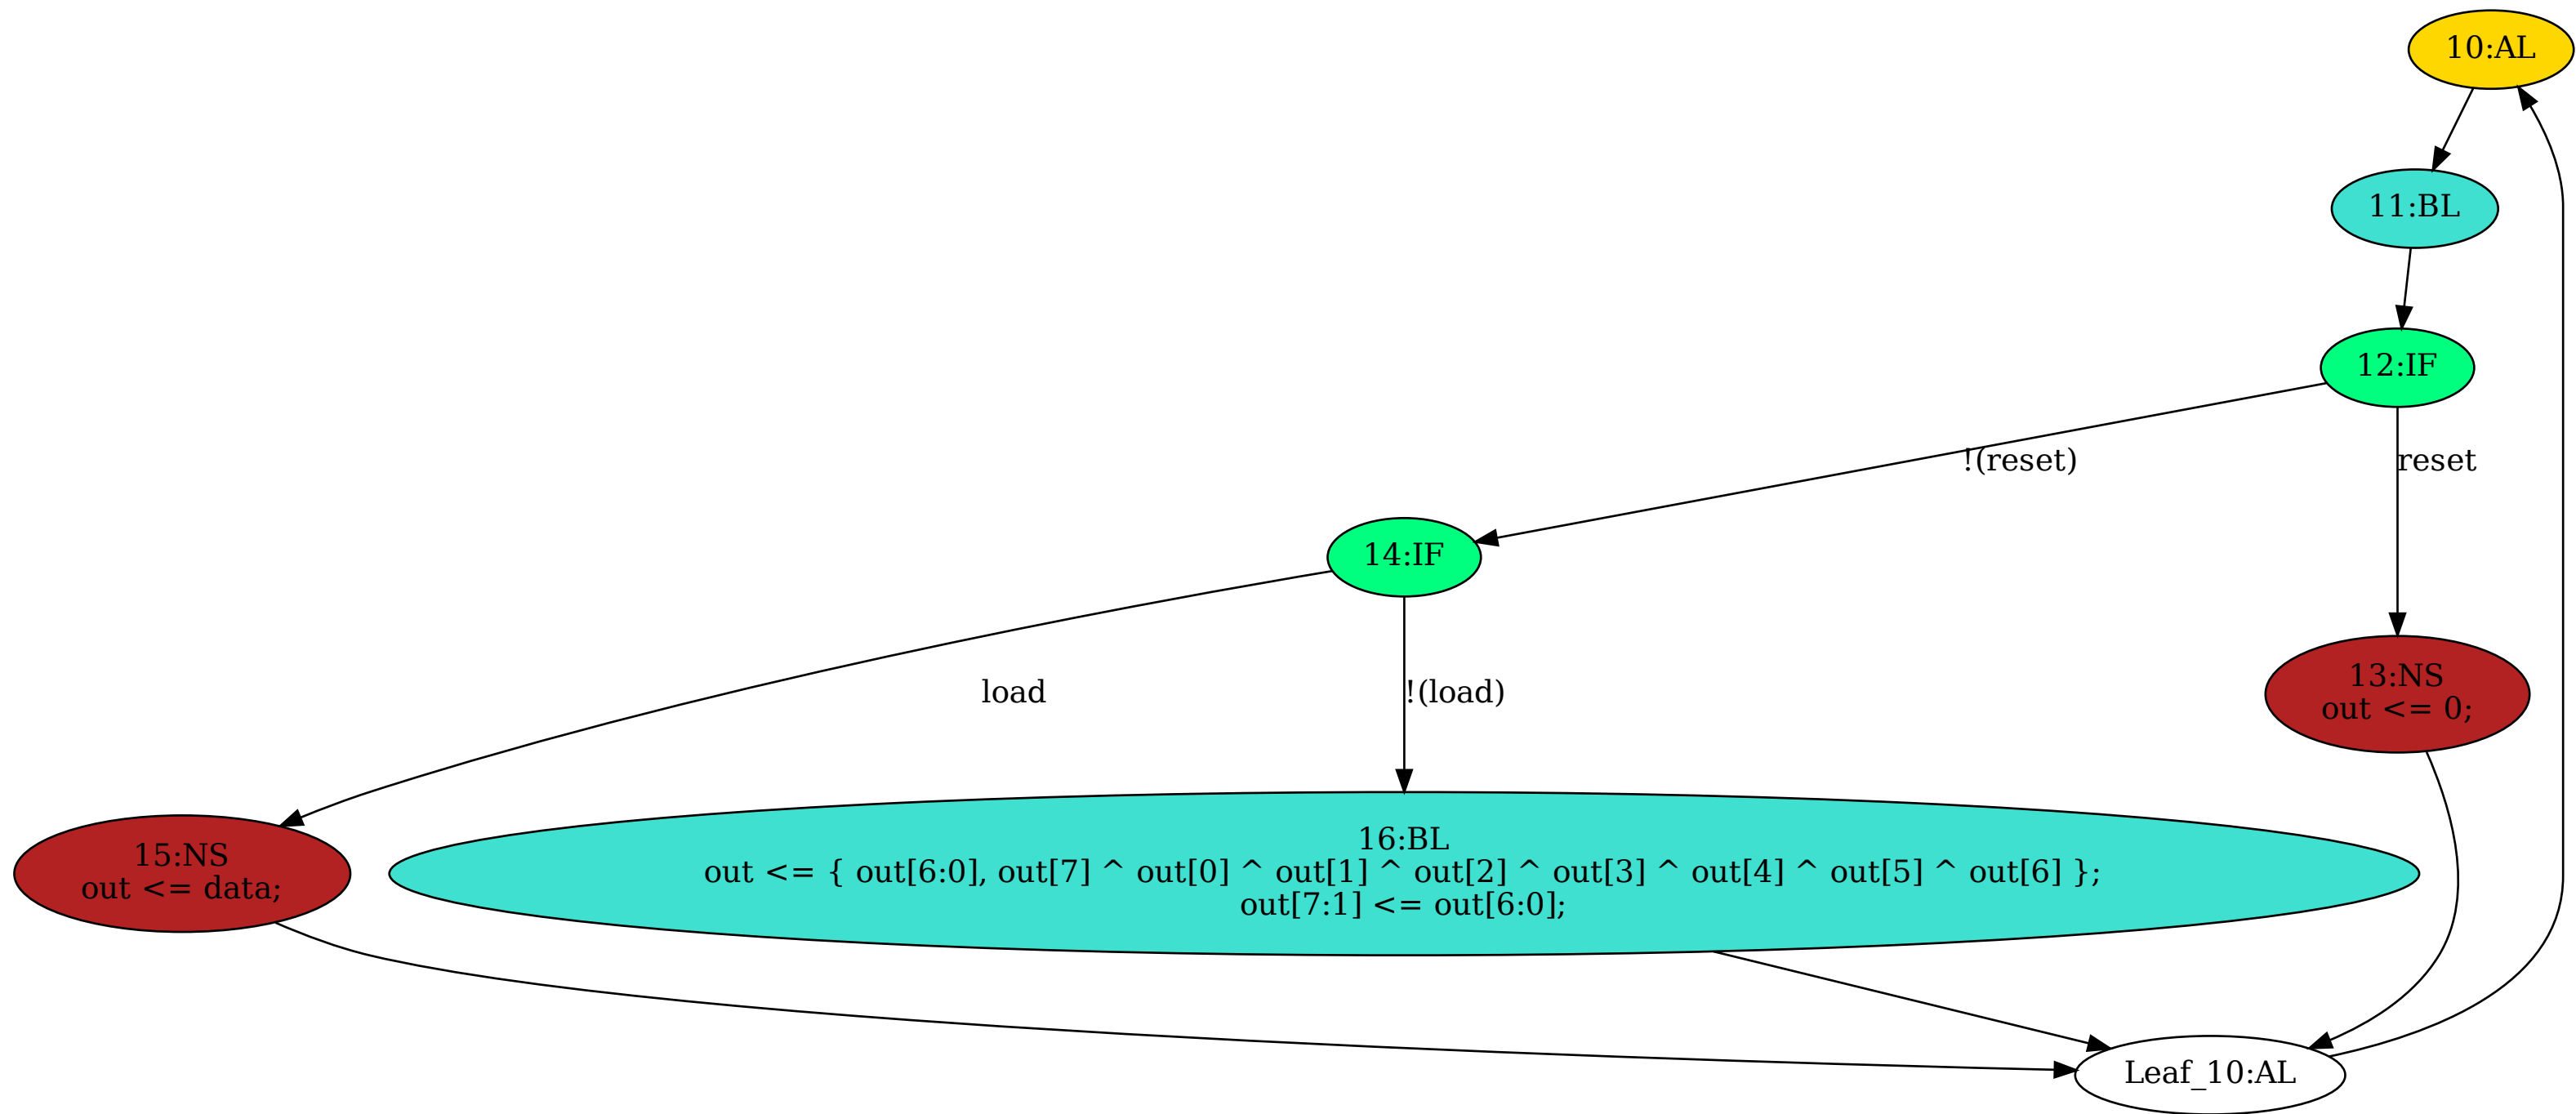 10:AL
11:BL
12:IF
!(reset)
reset
14:IF
load
!(load)
13:NS
out <= 0;
15:NS
out <= data;
16:BL
out <= { out[6:0], out[7] ^ out[0] ^ out[1] ^ out[2] ^ out[3] ^ out[4] ^ out[5] ^ out[6] };
out[7:1] <= out[6:0];
Leaf_10:AL